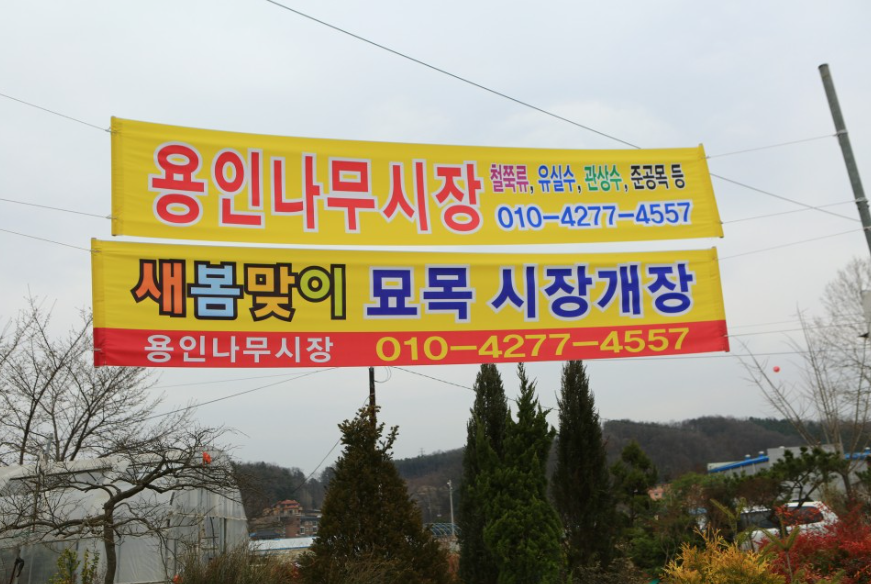 용인나무시장 철쭉류, 유실수, 관상수, 준공목 등
010-4277-4557
새봄맞이 묘목 시장개장
용인나무시장 010-4277-4557